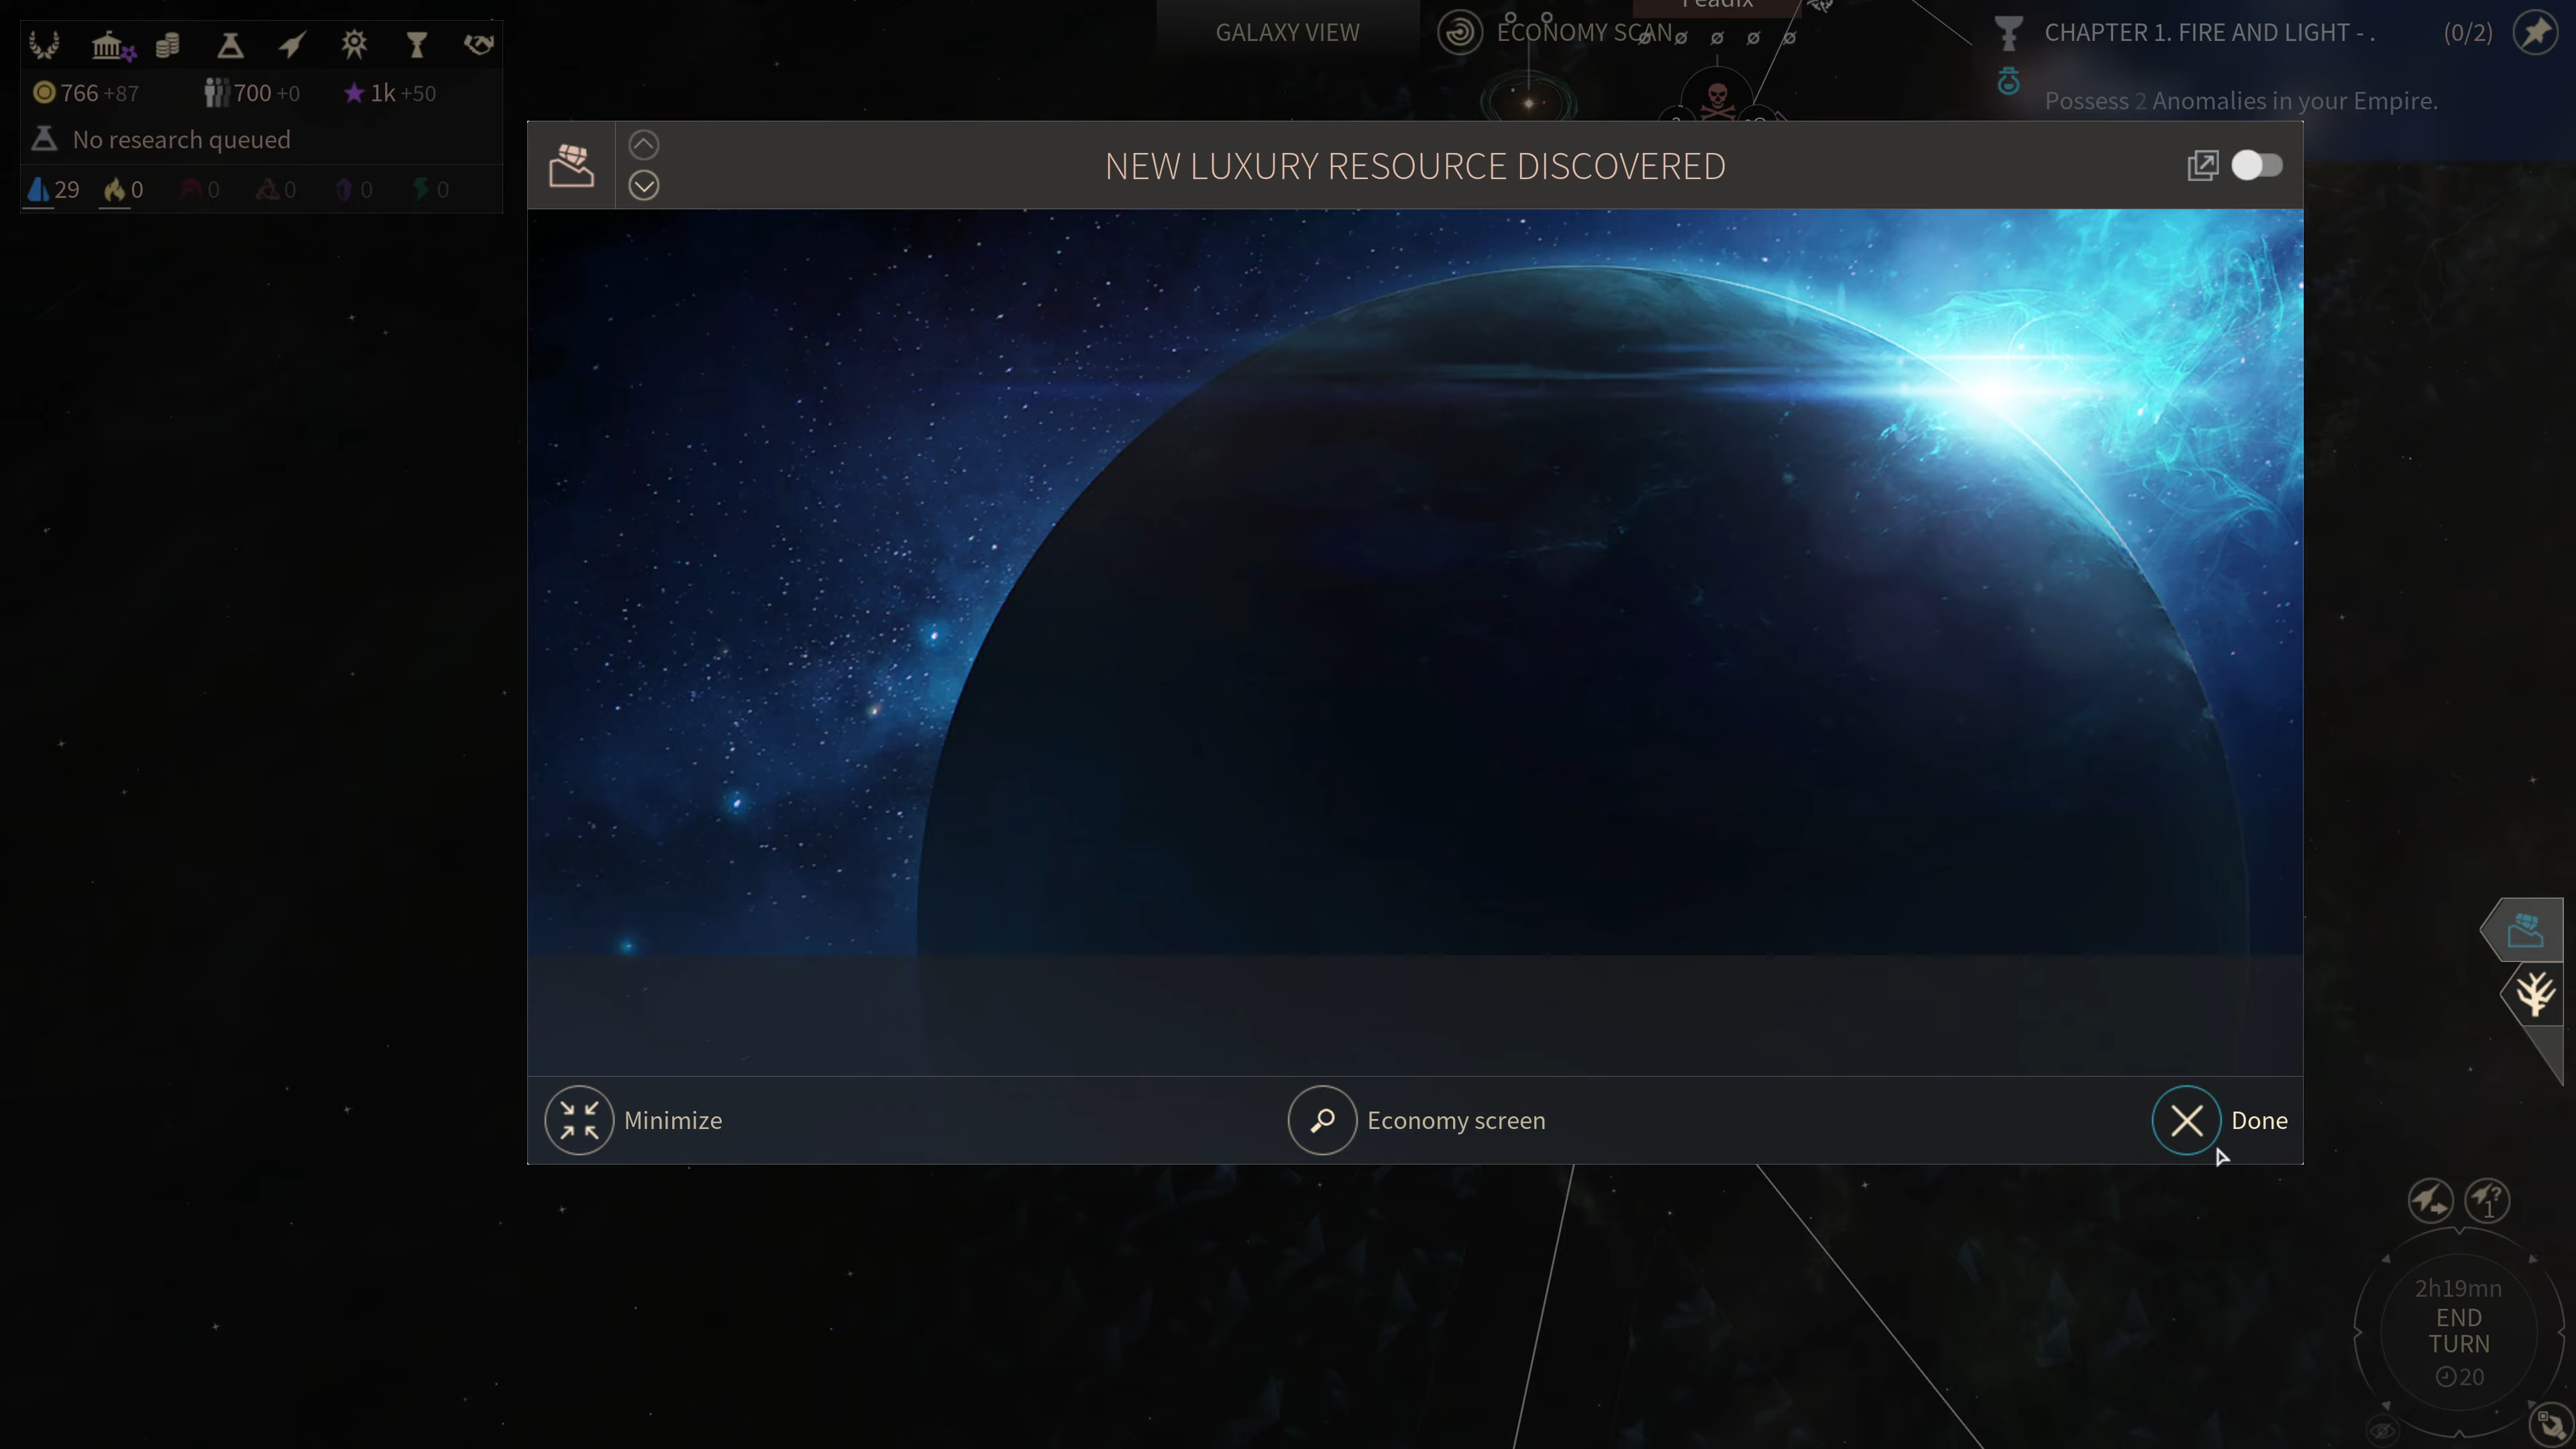 GALAXY VIEW
ECONOMY SCAN
CHAPTER 1. FIRE AND LIGHT - . (0/2)
Possess 2 Anomalies in your Empire.
766 +87 700 +0 1k +50
No research queued
29 0 0 0 0 0
NEW LUXURY RESOURCE DISCOVERED
Minimize
Economy screen
Done
1
2h19mn
END
TURN
20